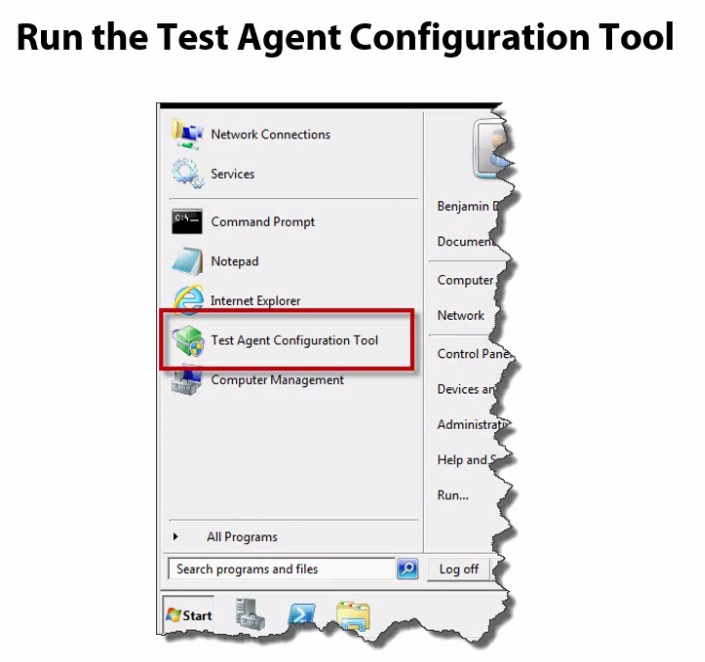 Run the Test Agent Configuration Tool
Network Connections
Services
Command Prompt
Notepad
Internet Explorer
Test Agent Configuration Tool
Computer Management
All Programs
Search programs and files
Start
Benjamin
Documen
Computer
Network
Control Pane
Devices an
Administrati
Help and S
Run...
Log off